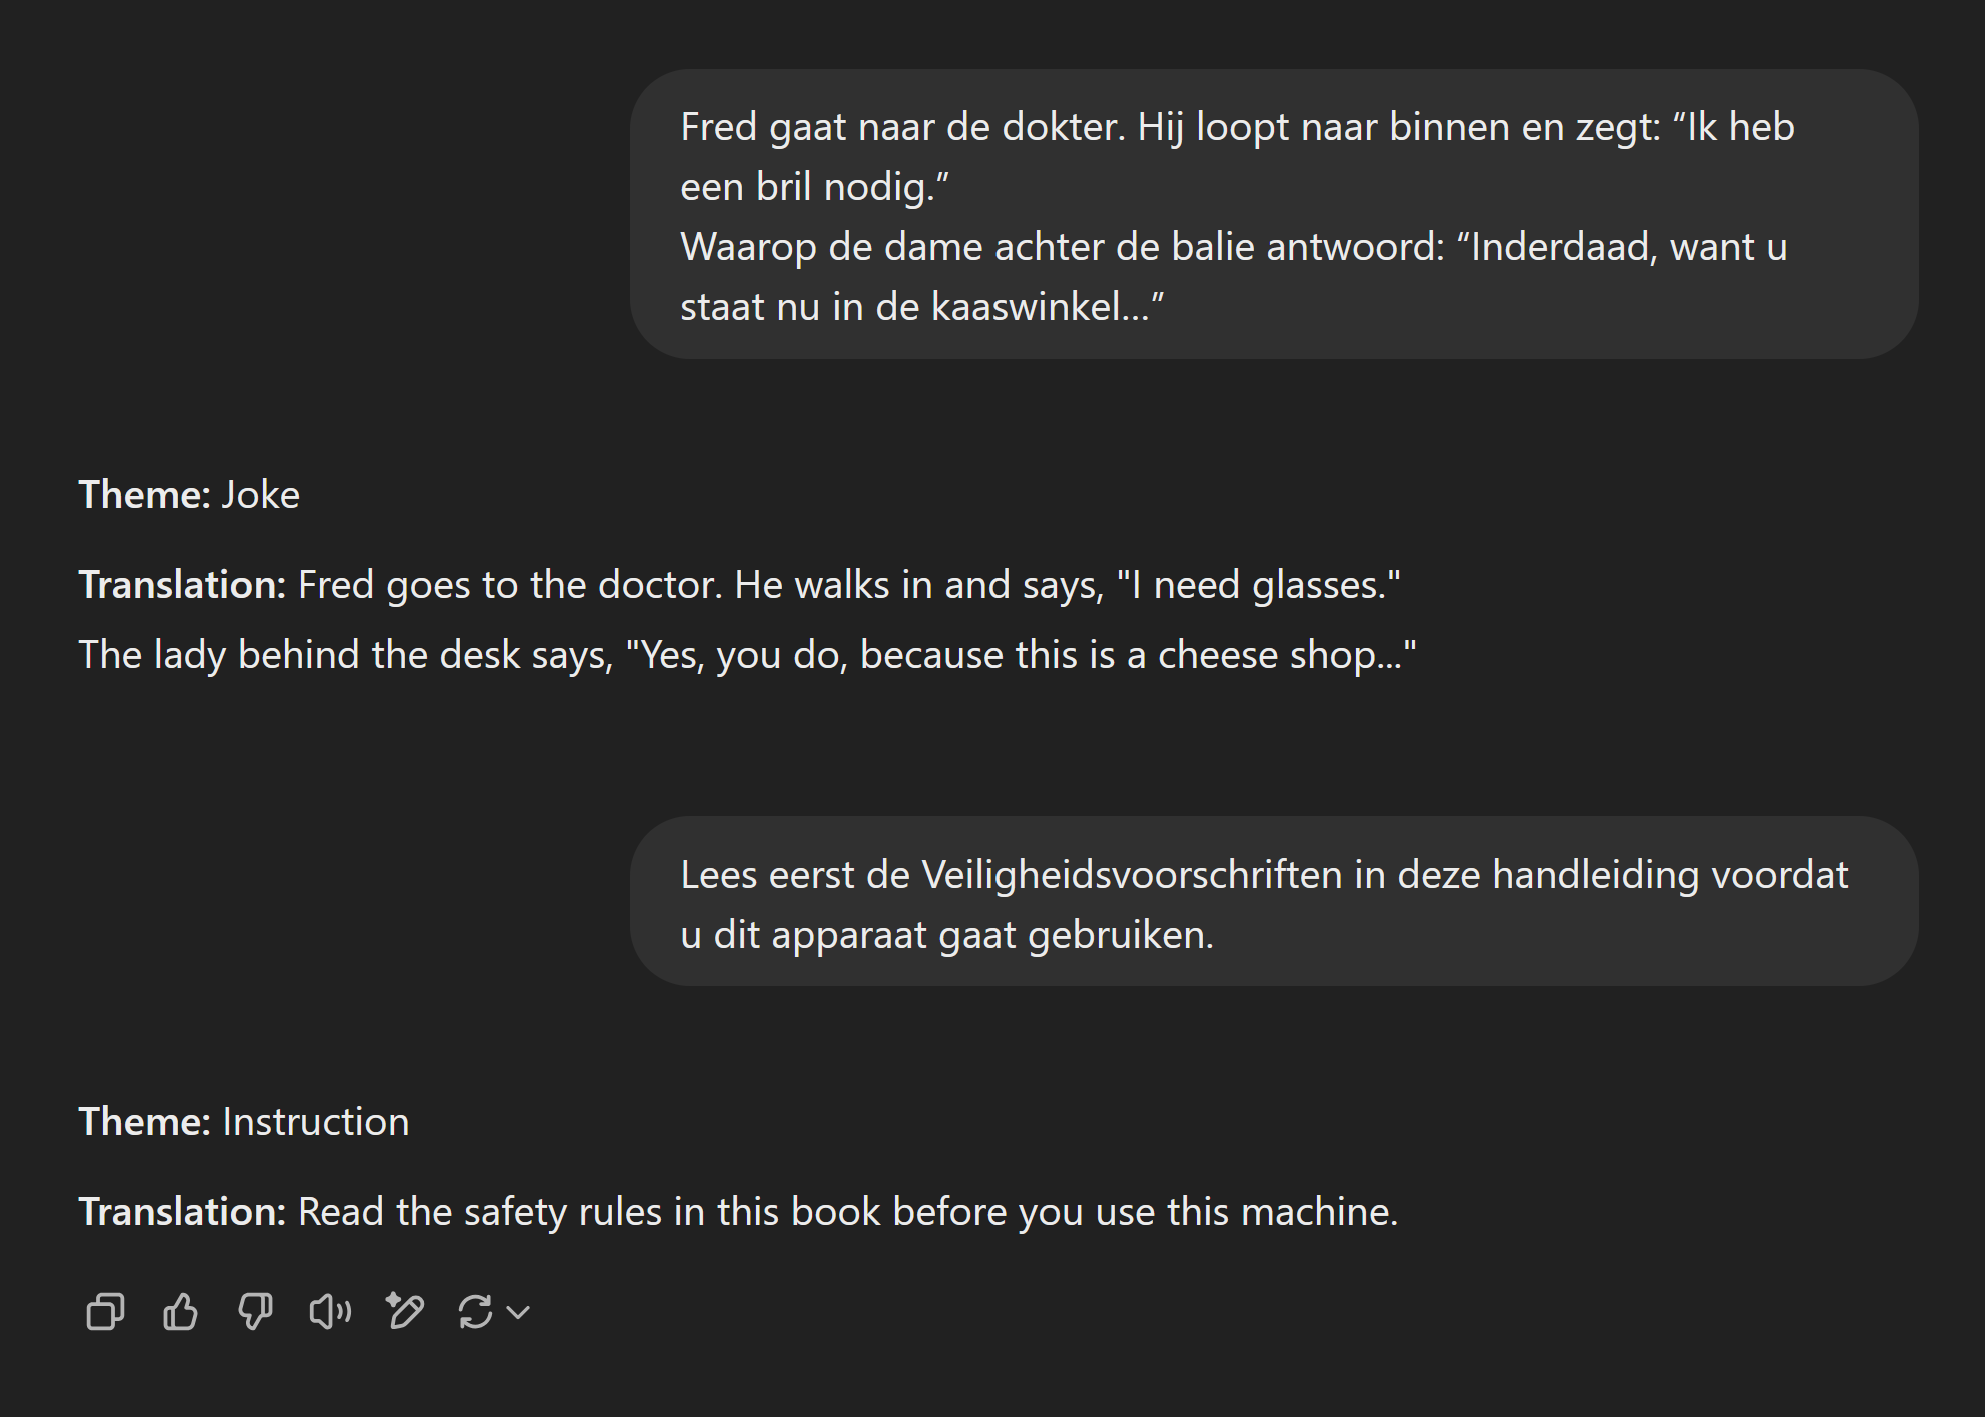 Fred gaat naar de dokter. Hij loopt naar binnen en zegt: “Ik heb
een bril nodig.”
Waarop de dame achter de balie antwoord: “Inderdaad, want u
staat nu in de kaaswinkel…”
Theme: Joke
Translation: Fred goes to the doctor. He walks in and says, "I need glasses."
The lady behind the desk says, "Yes, you do, because this is a cheese shop..."
Lees eerst de Veiligheidsvoorschriften in deze handleiding voordat
u dit apparaat gaat gebruiken.
Theme: Instruction
Translation: Read the safety rules in this book before you use this machine.